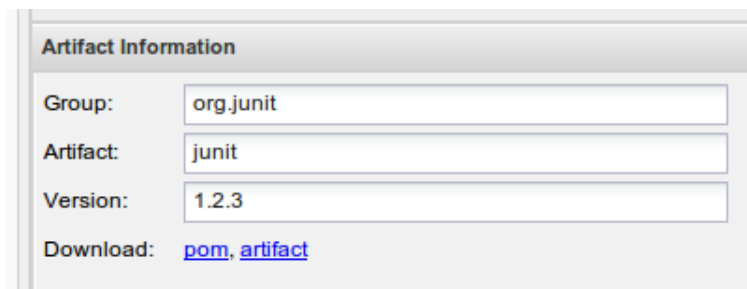 Artifact Information
Group: org.junit
Artifact: junit
Version: 1.2.3
Download: pom, artifact